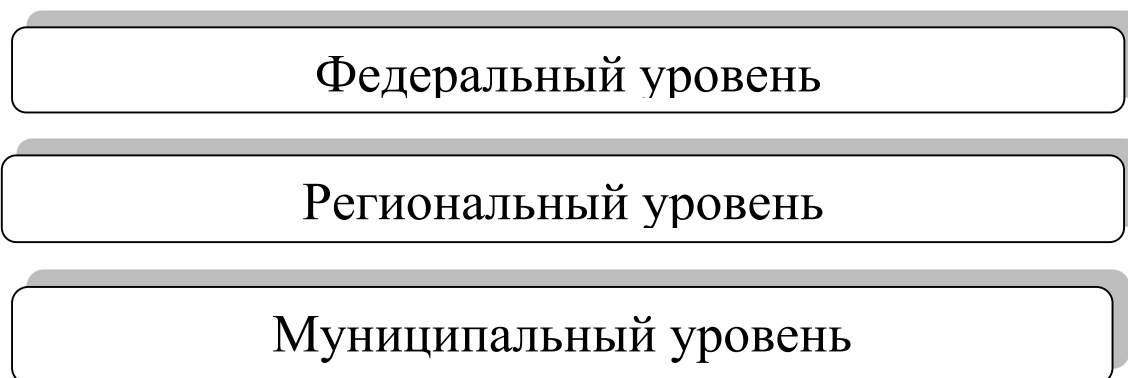 Федеральный уровень
Региональный уровень
Муниципальный уровень